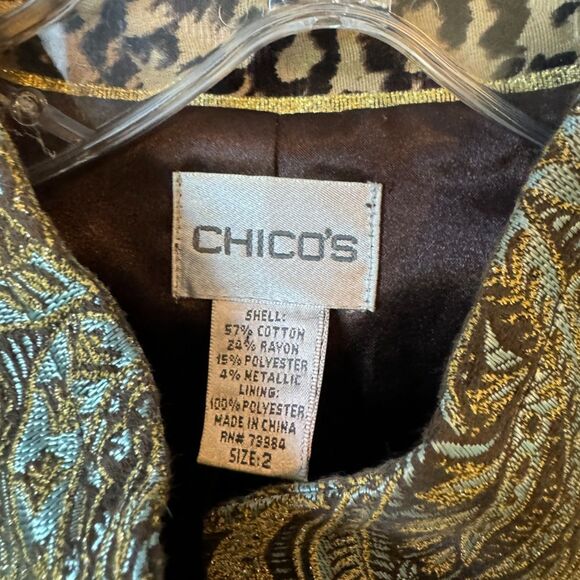 CHICO'S
SHELL:
57% COTTON
24% RAYON
15% POLYESTER
4% METALLIC
LINING:
100% POLYESTER
MADE IN CHINA
RN# 79984
SIZE:2